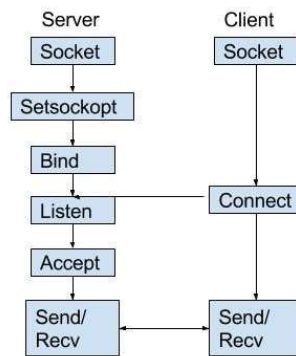 Server
Client
Socket
Socket
Setsockopt
Bind
Listen
Connect
Accept
Send/
Recv
Send/
Recv